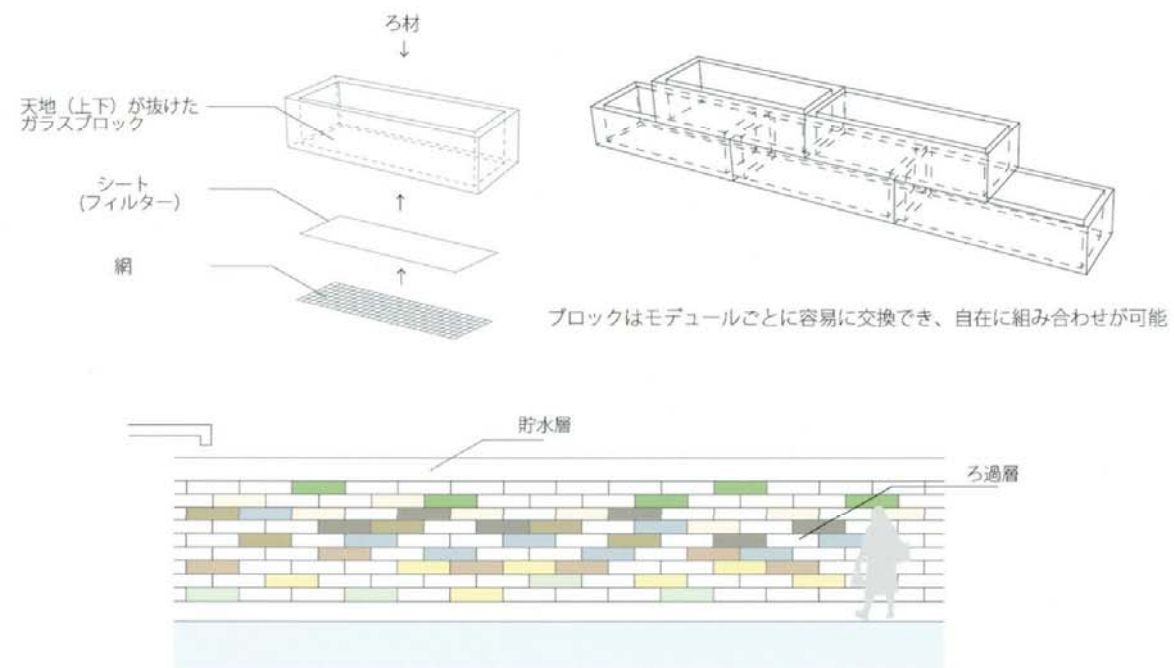 ろ材
天地（上下）が抜けた
ガラスブロック
シート
（フィルター）
網
ブロックはモデュールごとに容易に交換でき、自在に組み合わせが可能
貯水層
ろ過層